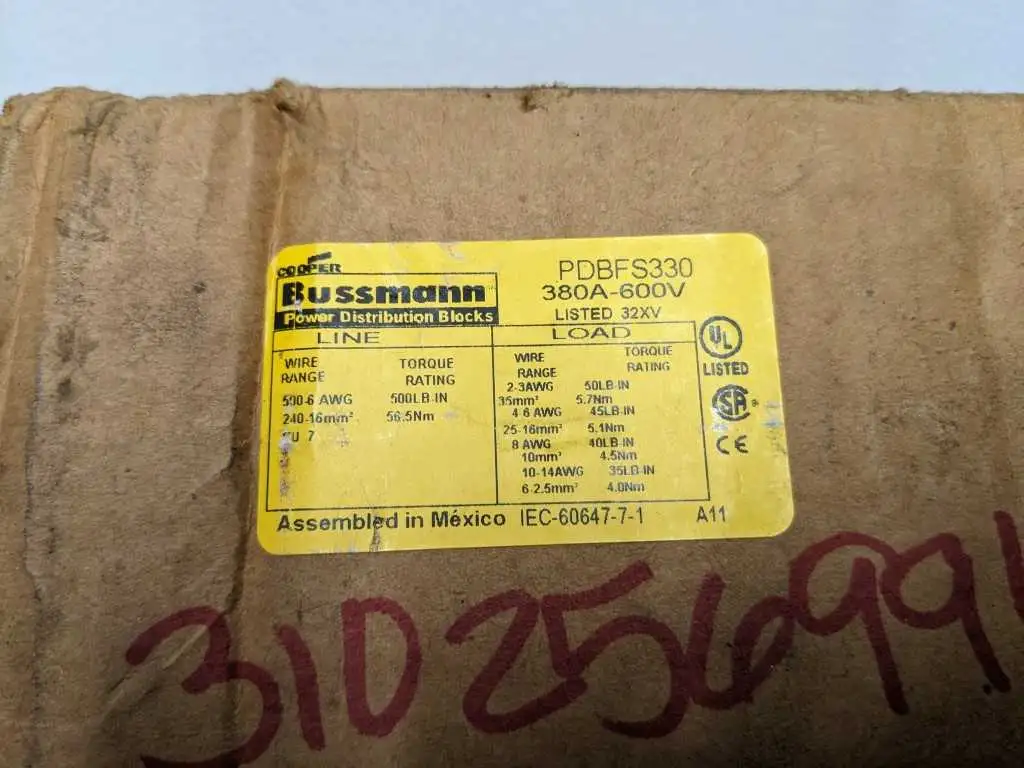 COOPER
Bussmann
Power Distribution Blocks
PDBFS330
380A-600V
LISTED 32XV
LINE
WIRE RANGE
TORQUE RATING
500-6 AWG 500LB-IN
240-16mm² 56.5Nm
7
LOAD
WIRE RANGE
TORQUE RATING
2-3AWG 50LB-IN
35mm² 5.7Nm
4-6 AWG 45LB-IN
25-16mm² 5.1Nm
8 AWG 40LB-IN
10mm² 4.5Nm
10-14AWG 35LB-IN
6-2.5mm² 4.0Nm
UL
LISTED
SA ®
CE
Assembled in México IEC-60647-7-1 A11
31025699